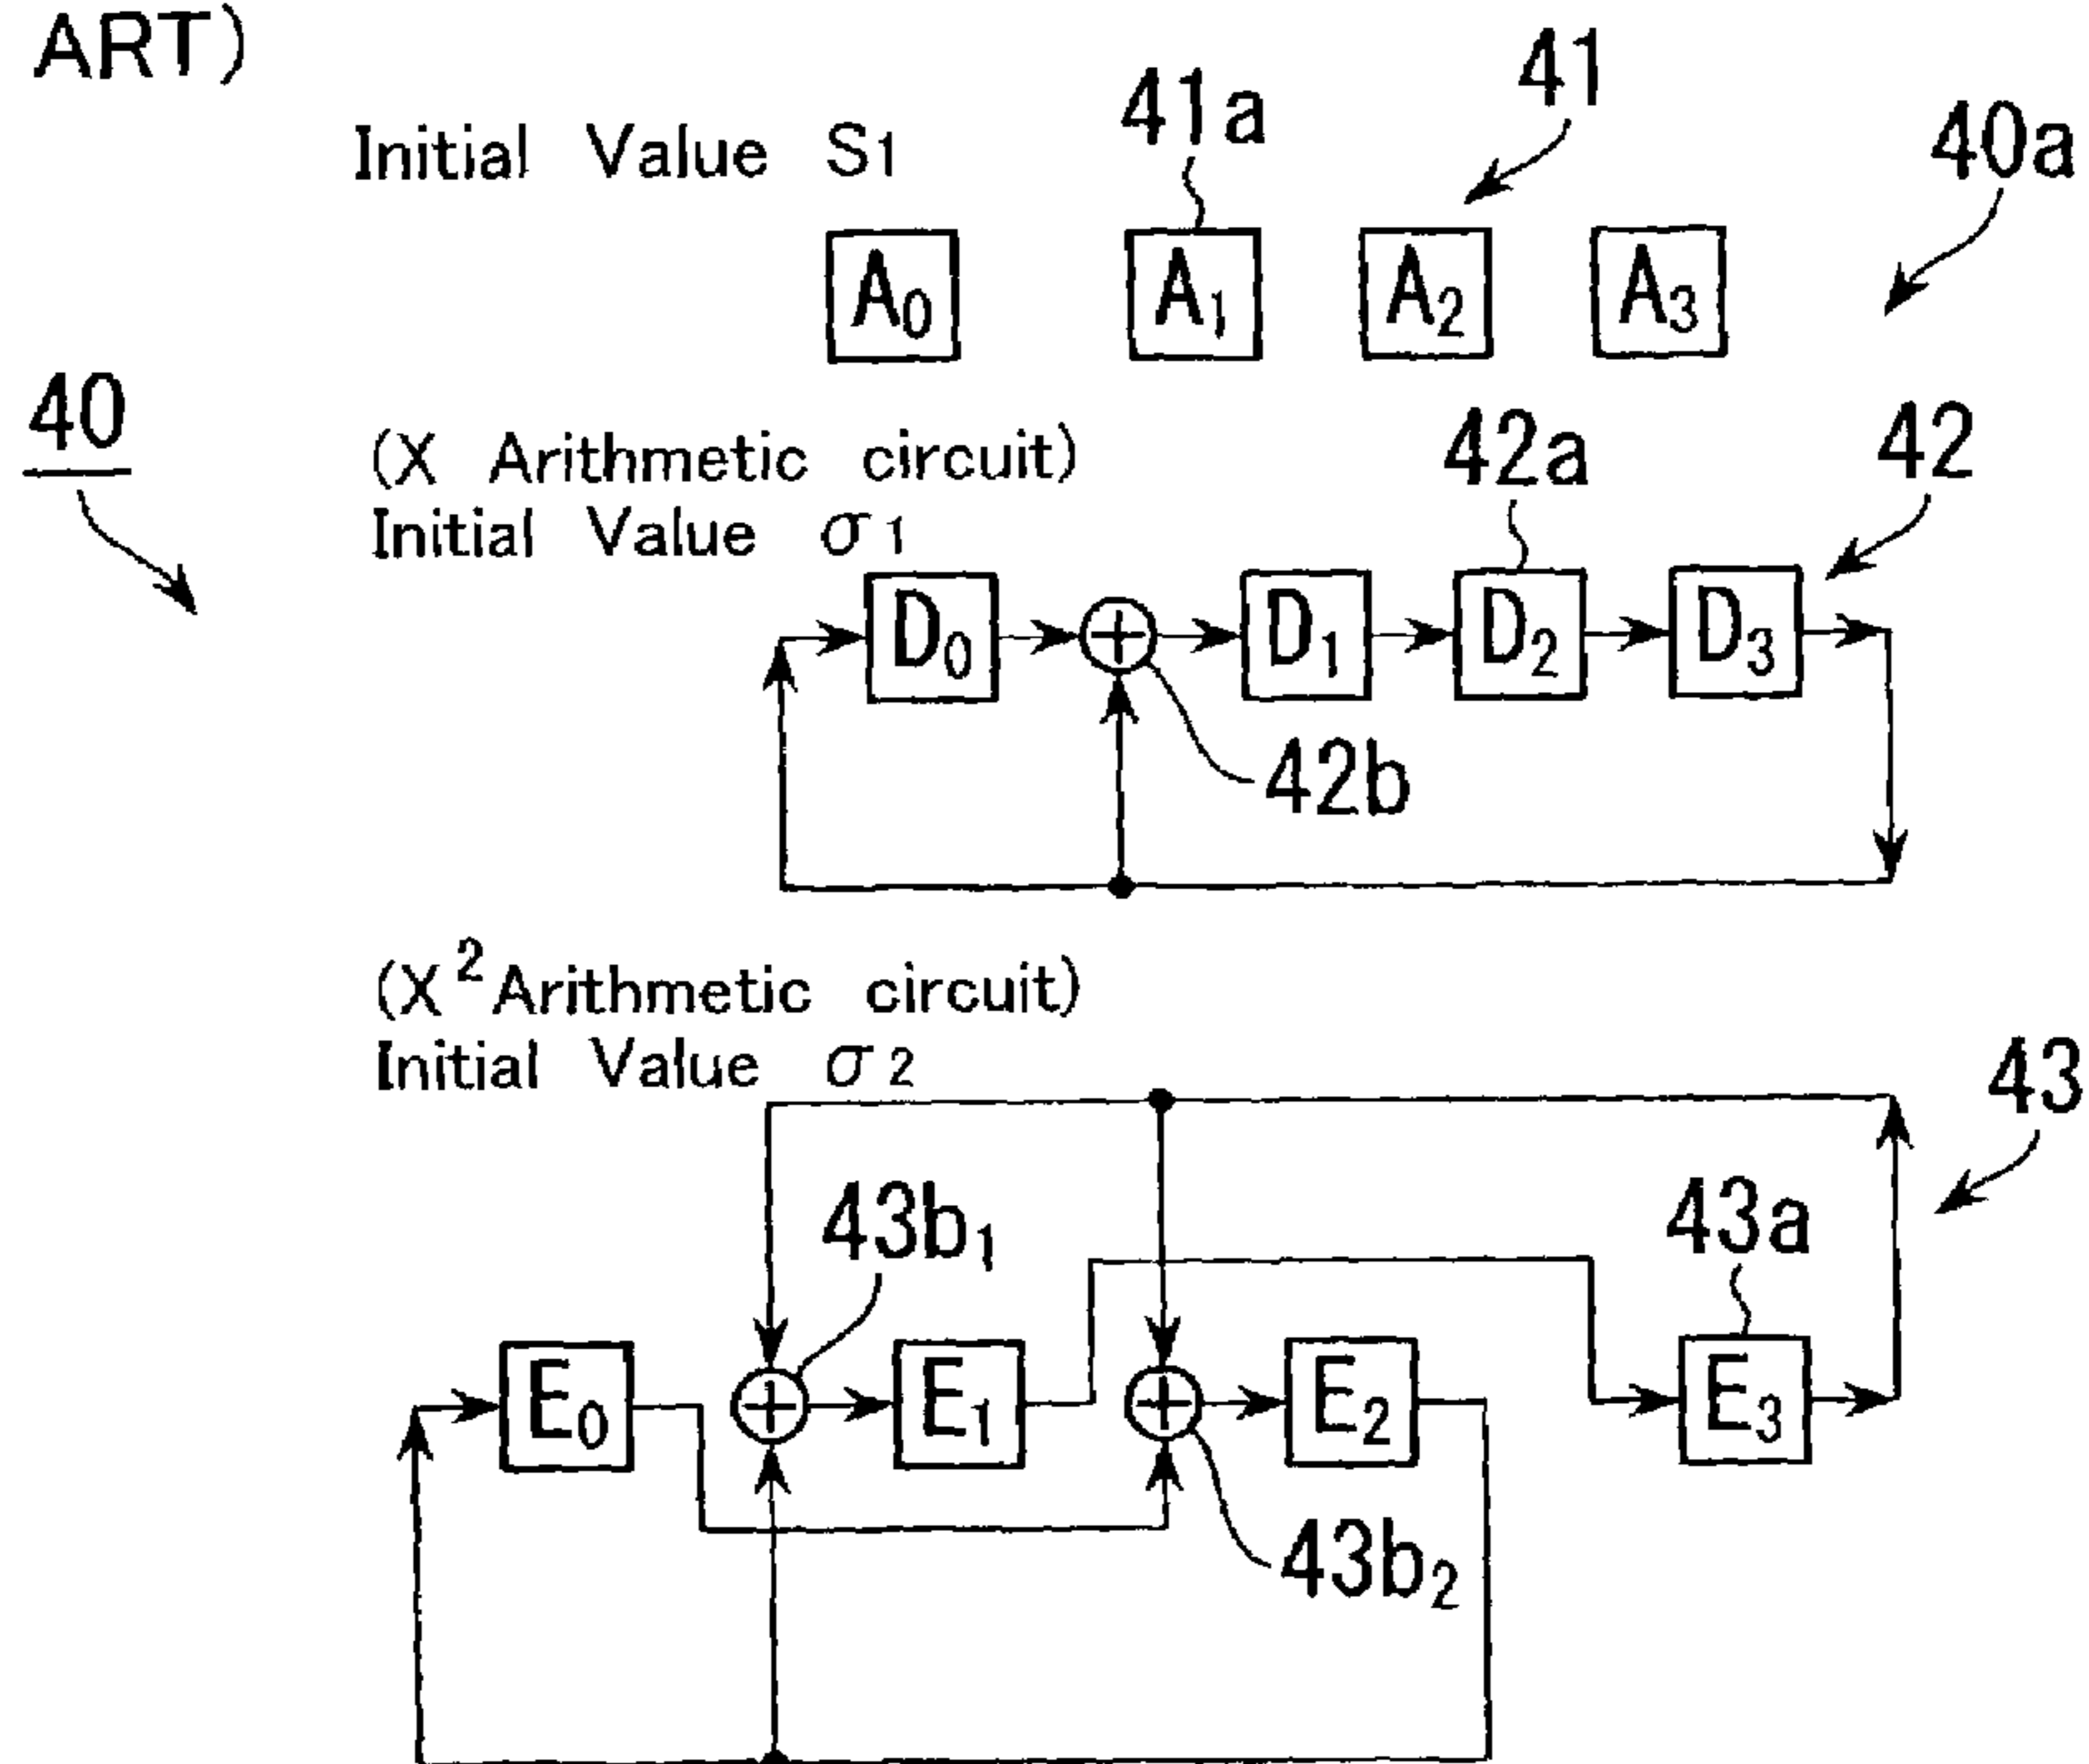 ART)
41
41a
40a
Initial Value S1
A0 A1 A2 A3
40
(X Arithmetic circuit)
42a
42
Initial Value σ1
D0 D1 D2 D3
42b
(X² Arithmetic circuit)
Initial Value σ2
43
43b1
43a
E0 E1 E2 E3
43b2